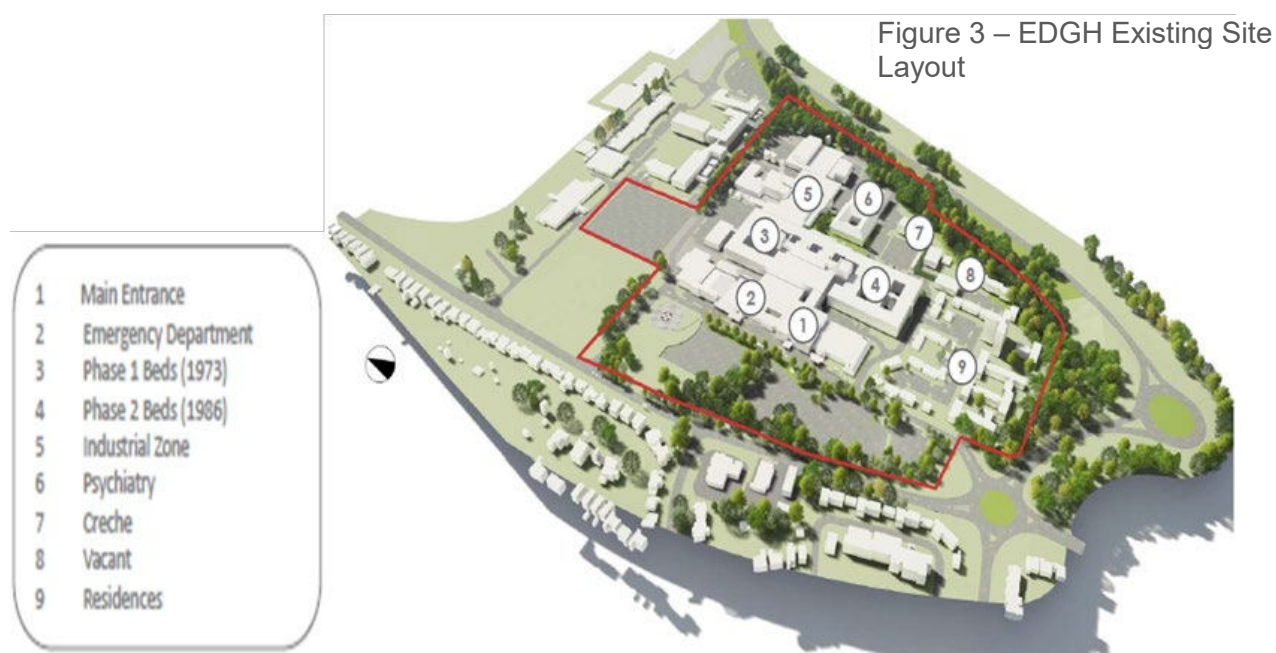 Figure 3 – EDGH Existing Site
Layout
1 Main Entrance
2 Emergency Department
3 Phase 1 Beds (1973)
4 Phase 2 Beds (1986)
5 Industrial Zone
6 Psychiatry
7 Creche
8 Vacant
9 Residences
5
6
7
3
8
4
2
1
9